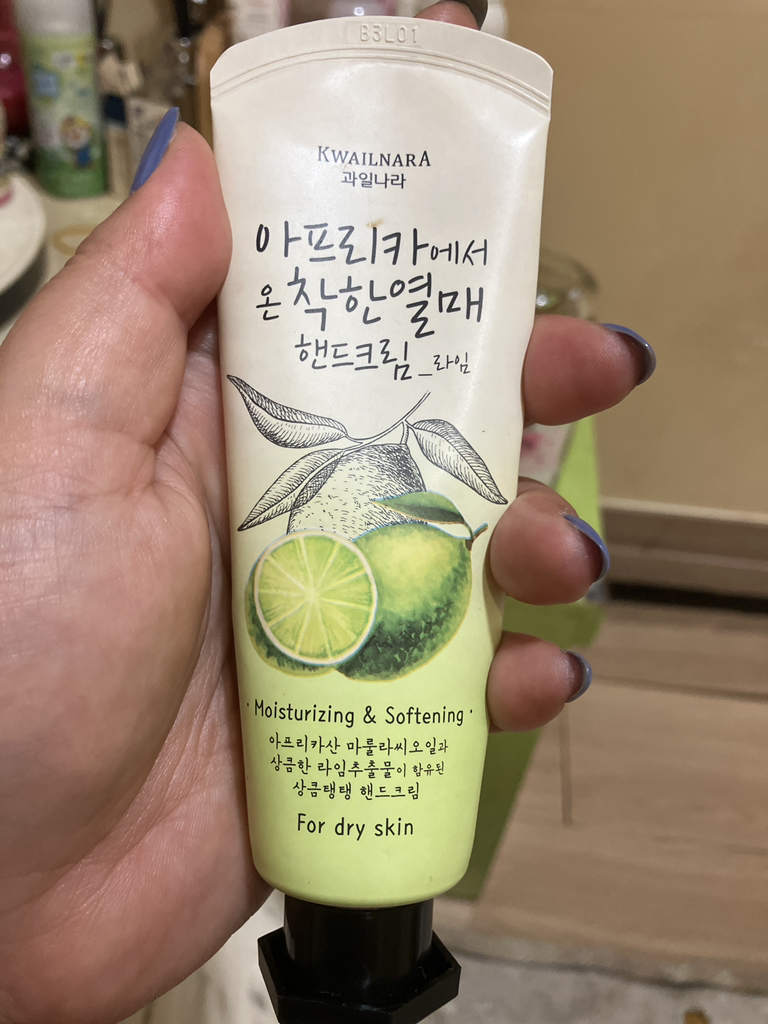 B3L01
KWAILNARA
과일나라
아프리카에서
온 착한열매
핸드크림_라임
· Moisturizing & Softening ·
아프리카산 마룰라씨오일과
상큼한 라임추출물이 함유된
상큼탱탱 핸드크림
For dry skin